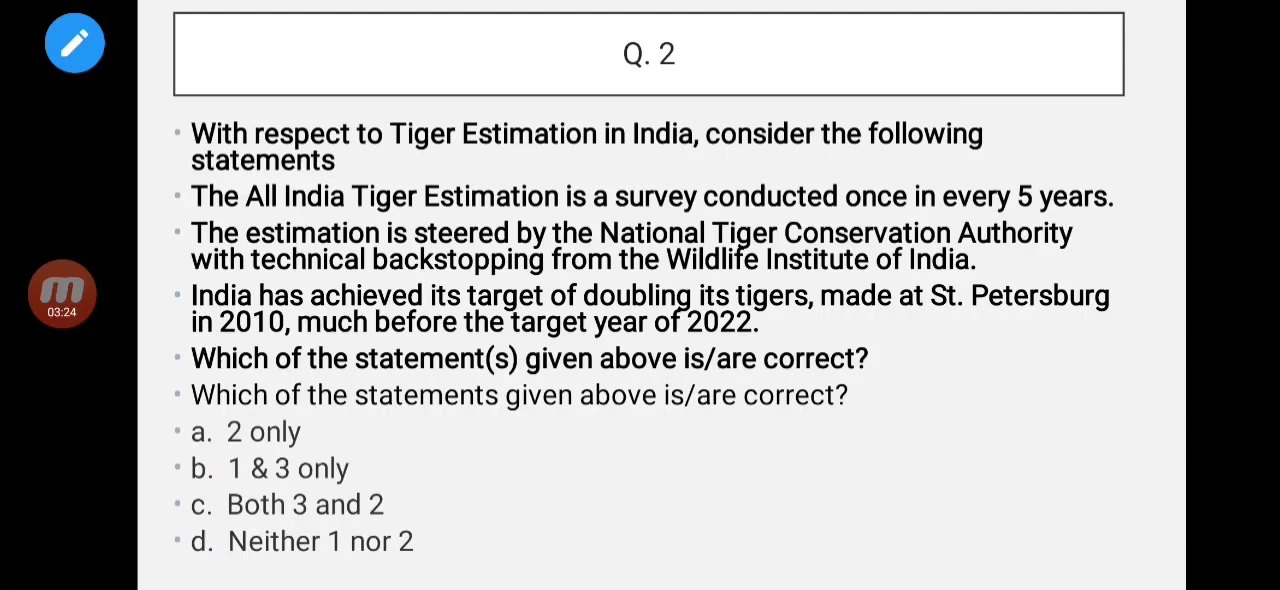 Q. 2
With respect to Tiger Estimation in India, consider the following
statements
The All India Tiger Estimation is a survey conducted once in every 5 years.
The estimation is steered by the National Tiger Conservation Authority
with technical backstopping from the Wildlife Institute of India.
India has achieved its target of doubling its tigers, made at St. Petersburg
in 2010, much before the target year of 2022.
Which of the statement(s) given above is/are correct?
Which of the statements given above is/are correct?
a. 2 only
b. 1 & 3 only
c. Both 3 and 2
d. Neither 1 nor 2
m
03:24